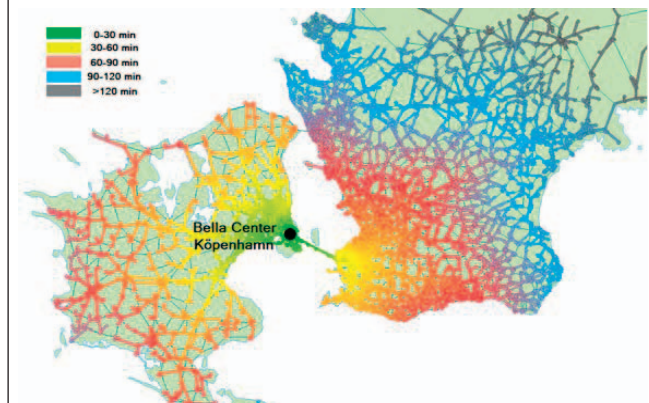 0-30 min
30-60 min
60-90 min
90-120 min
>120 min
Bella Center
Köpenhamn